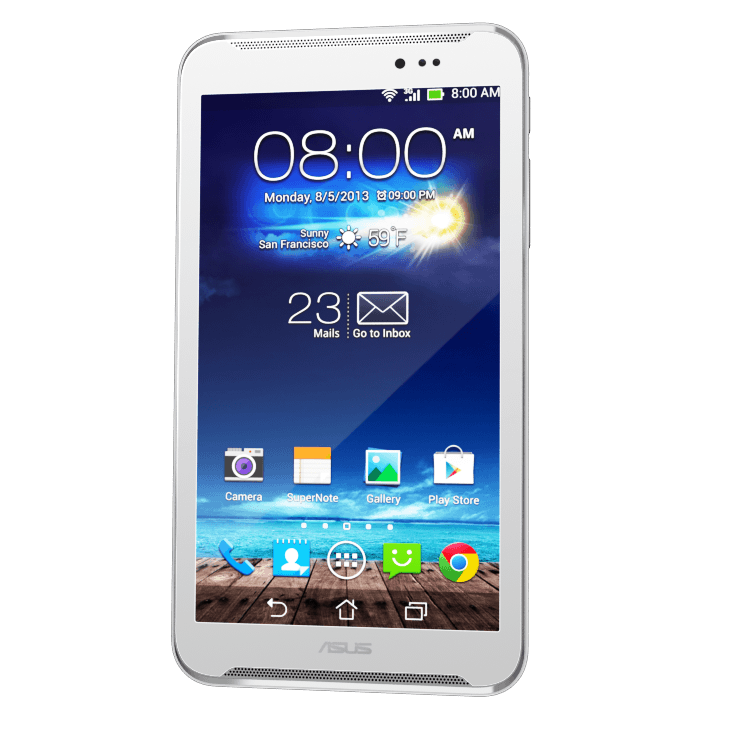 3G 8:00 AM
08:00 AM
Monday, 8/5/2013 09:00 PM
Sunny
San Francisco 59°F
23
Mails Go to Inbox
Camera SuperNote Gallery Play Store
ASUS